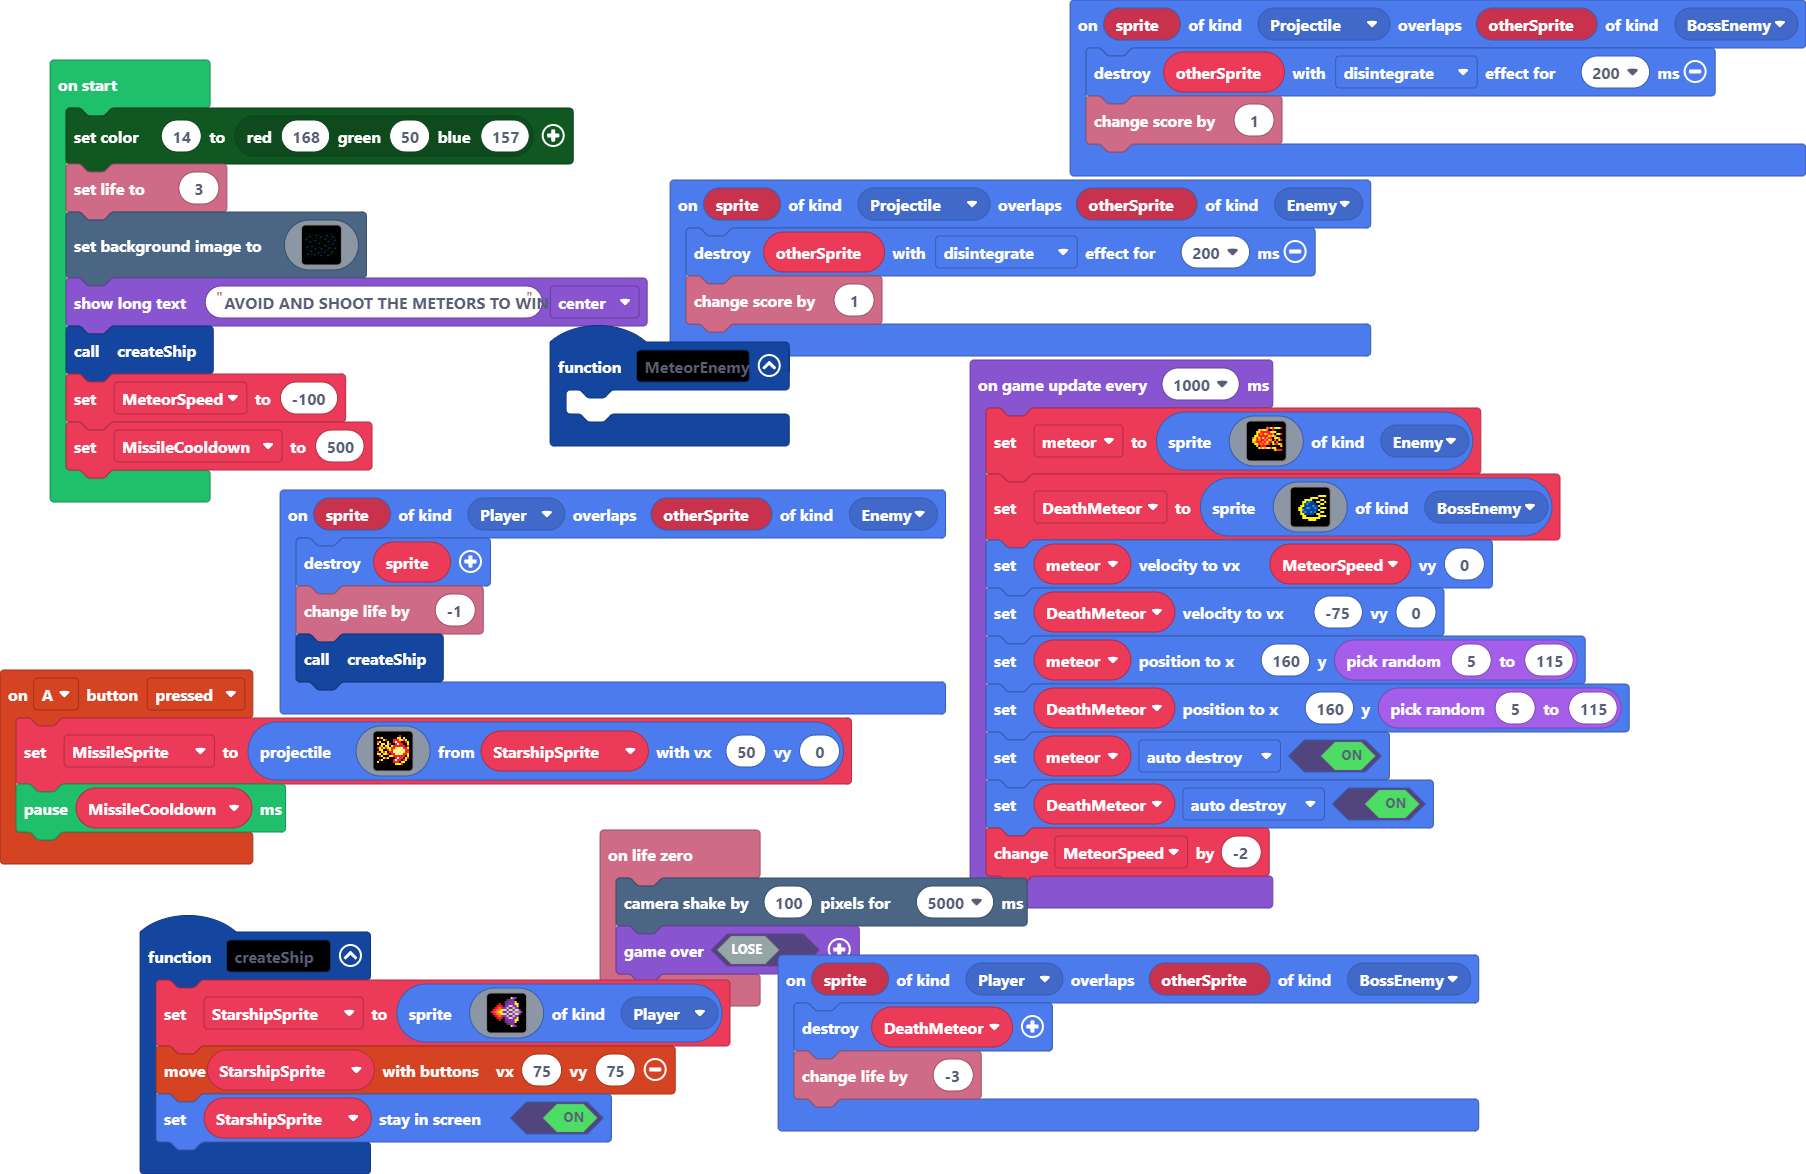 on start
set color 14 to red 168 green 50 blue 157
set life to 3
set background image to
show long text "AVOID AND SHOOT THE METEORS TO WIN" center
call createShip
set MeteorSpeed to -100
set MissileCooldown to 500
on sprite of kind Projectile overlaps otherSprite of kind BossEnemy
destroy otherSprite with disintegrate effect for 200 ms
change score by 1
on sprite of kind Projectile overlaps otherSprite of kind Enemy
destroy otherSprite with disintegrate effect for 200 ms
change score by 1
function MeteorEnemy
on game update every 1000 ms
set meteor to sprite of kind Enemy
set DeathMeteor to sprite of kind BossEnemy
set meteor velocity to vx MeteorSpeed vy 0
set DeathMeteor velocity to vx -75 vy 0
set meteor position to x 160 y pick random 5 to 115
set DeathMeteor position to x 160 y pick random 5 to 115
set meteor auto destroy ON
set DeathMeteor auto destroy ON
change MeteorSpeed by -2
on sprite of kind Player overlaps otherSprite of kind Enemy
destroy sprite
change life by -1
call createShip
on A button pressed
set MissileSprite to projectile from StarshipSprite with vx 50 vy 0
pause MissileCooldown ms
on life zero
camera shake by 100 pixels for 5000 ms
game over LOSE
function createShip
set StarshipSprite to sprite of kind Player
move StarshipSprite with buttons vx 75 vy 75
set StarshipSprite stay in screen ON
on sprite of kind Player overlaps otherSprite of kind BossEnemy
destroy DeathMeteor
change life by -3